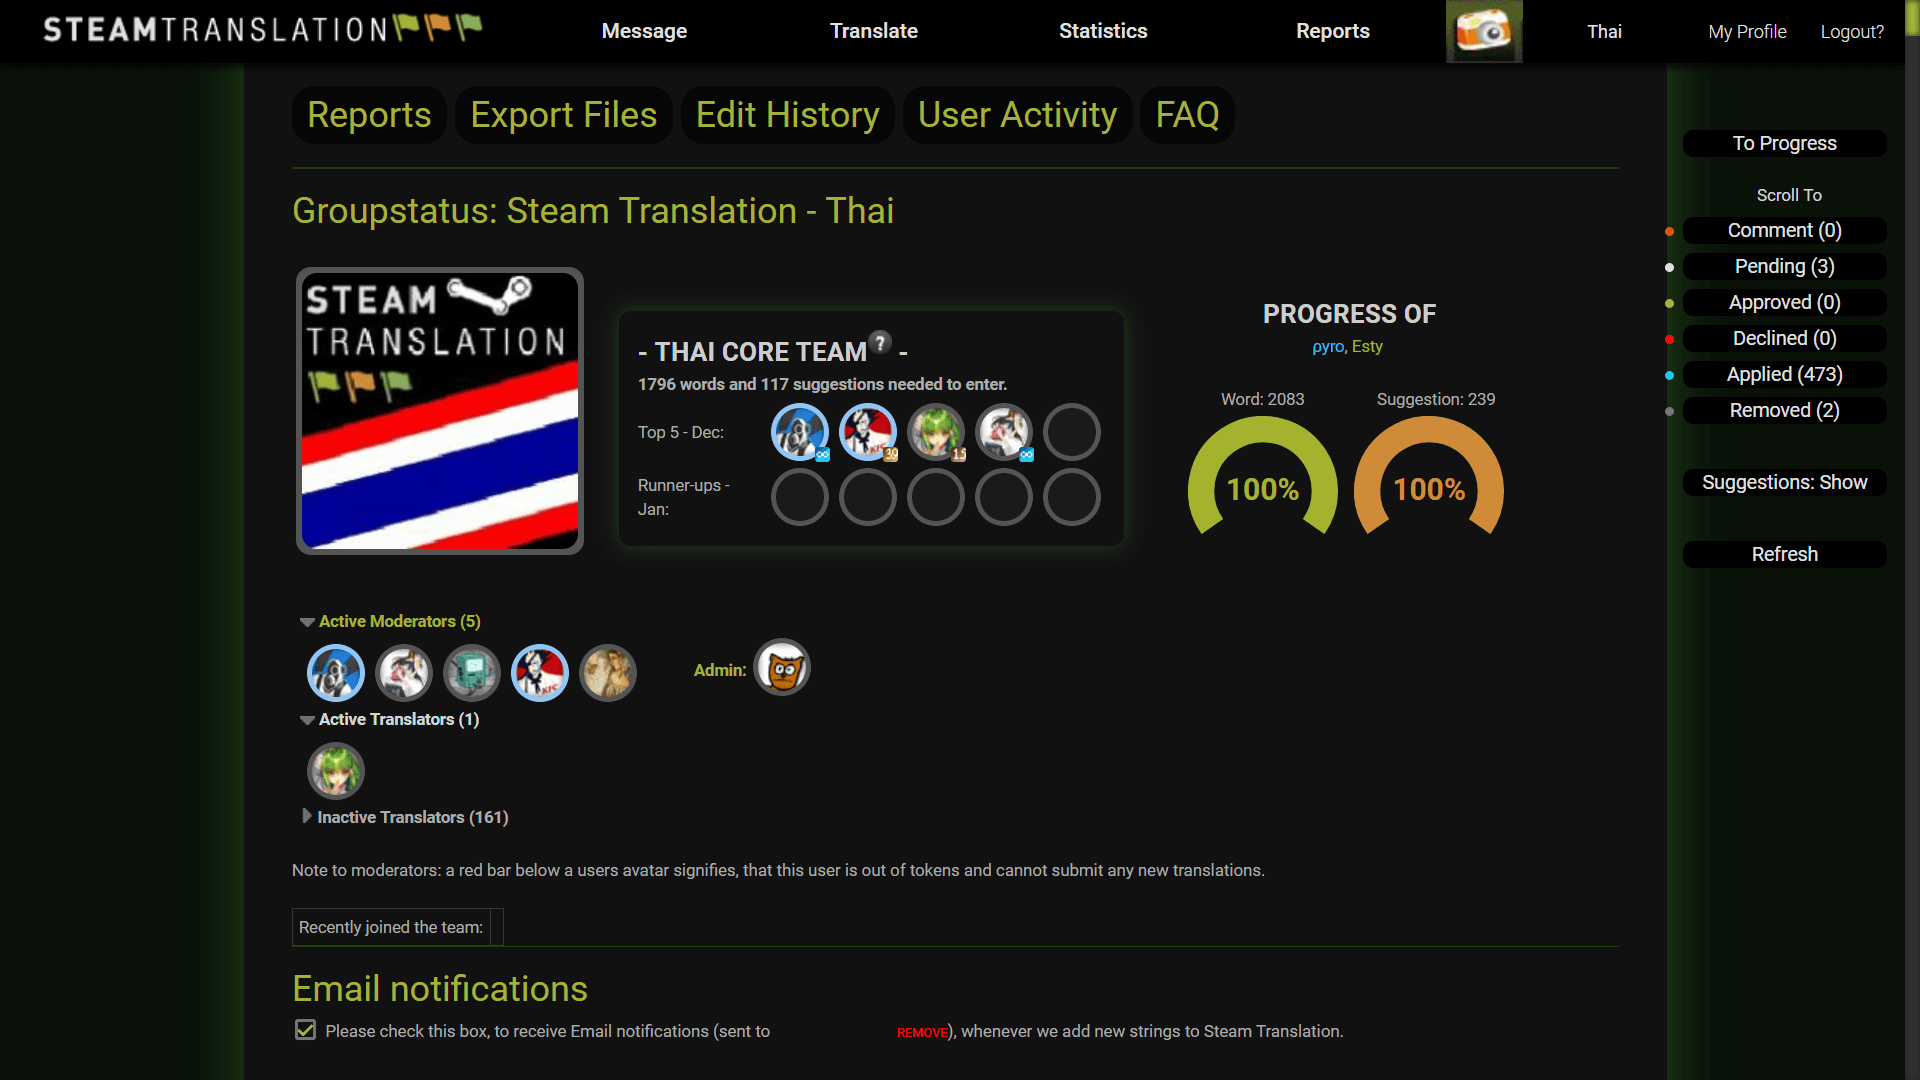 STEAMTRANSLATION
Message
Translate
Statistics
Reports
Thai
My Profile
Logout?
Reports
Export Files
Edit History
User Activity
FAQ
To Progress
Scroll To
Comment (0)
Pending (3)
Approved (0)
Declined (0)
Applied (473)
Removed (2)
Suggestions: Show
Refresh
Groupstatus: Steam Translation - Thai
STEAM
TRANSLATION
- THAI CORE TEAM ? -
1796 words and 117 suggestions needed to enter.
Top 5 - Dec:
∞
KFC
39
15
∞
Runner-ups -
Jan:
PROGRESS OF
pyro, Esty
Word: 2083
Suggestion: 239
100%
100%
Active Moderators (5)
KFC
Admin:
Active Translators (1)
Inactive Translators (161)
Note to moderators: a red bar below a users avatar signifies, that this user is out of tokens and cannot submit any new translations.
Recently joined the team:
Email notifications
Please check this box, to receive Email notifications (sent to REMOVE), whenever we add new strings to Steam Translation.